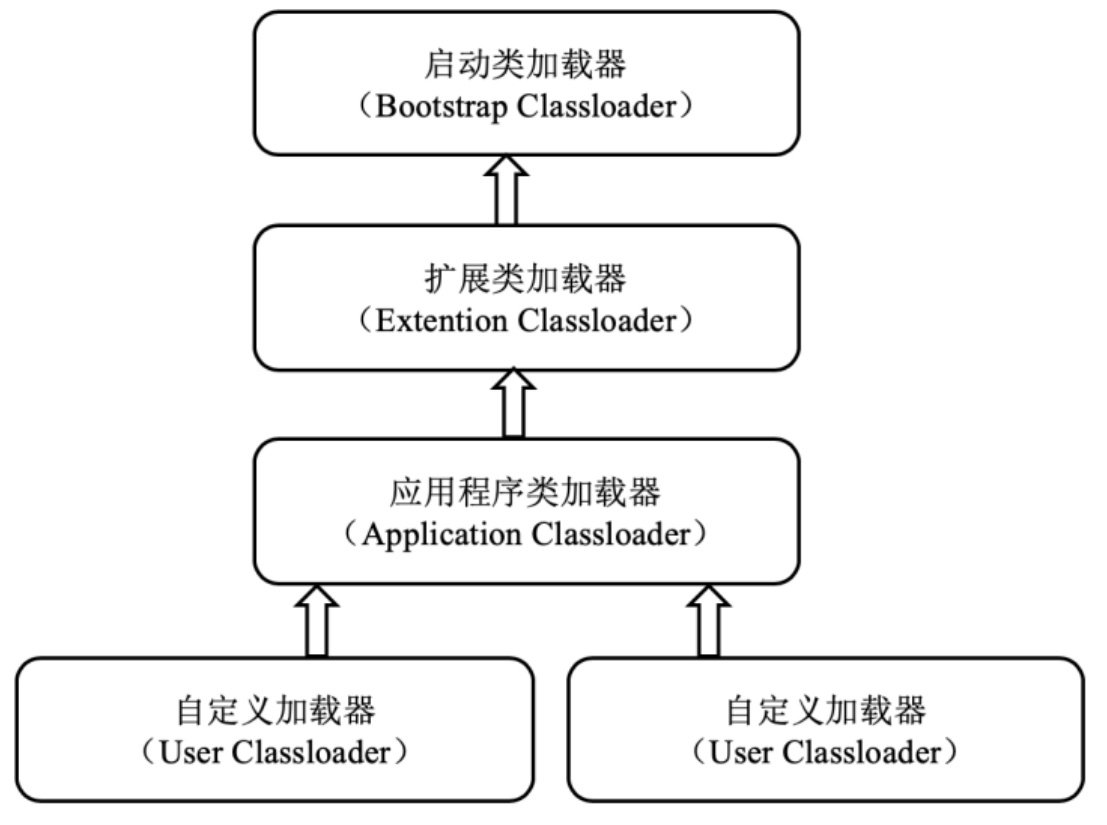 启动类加载器
（Bootstrap Classloader）
扩展类加载器
（Extention Classloader）
应用程序类加载器
（Application Classloader）
自定义加载器
（User Classloader）
自定义加载器
（User Classloader）